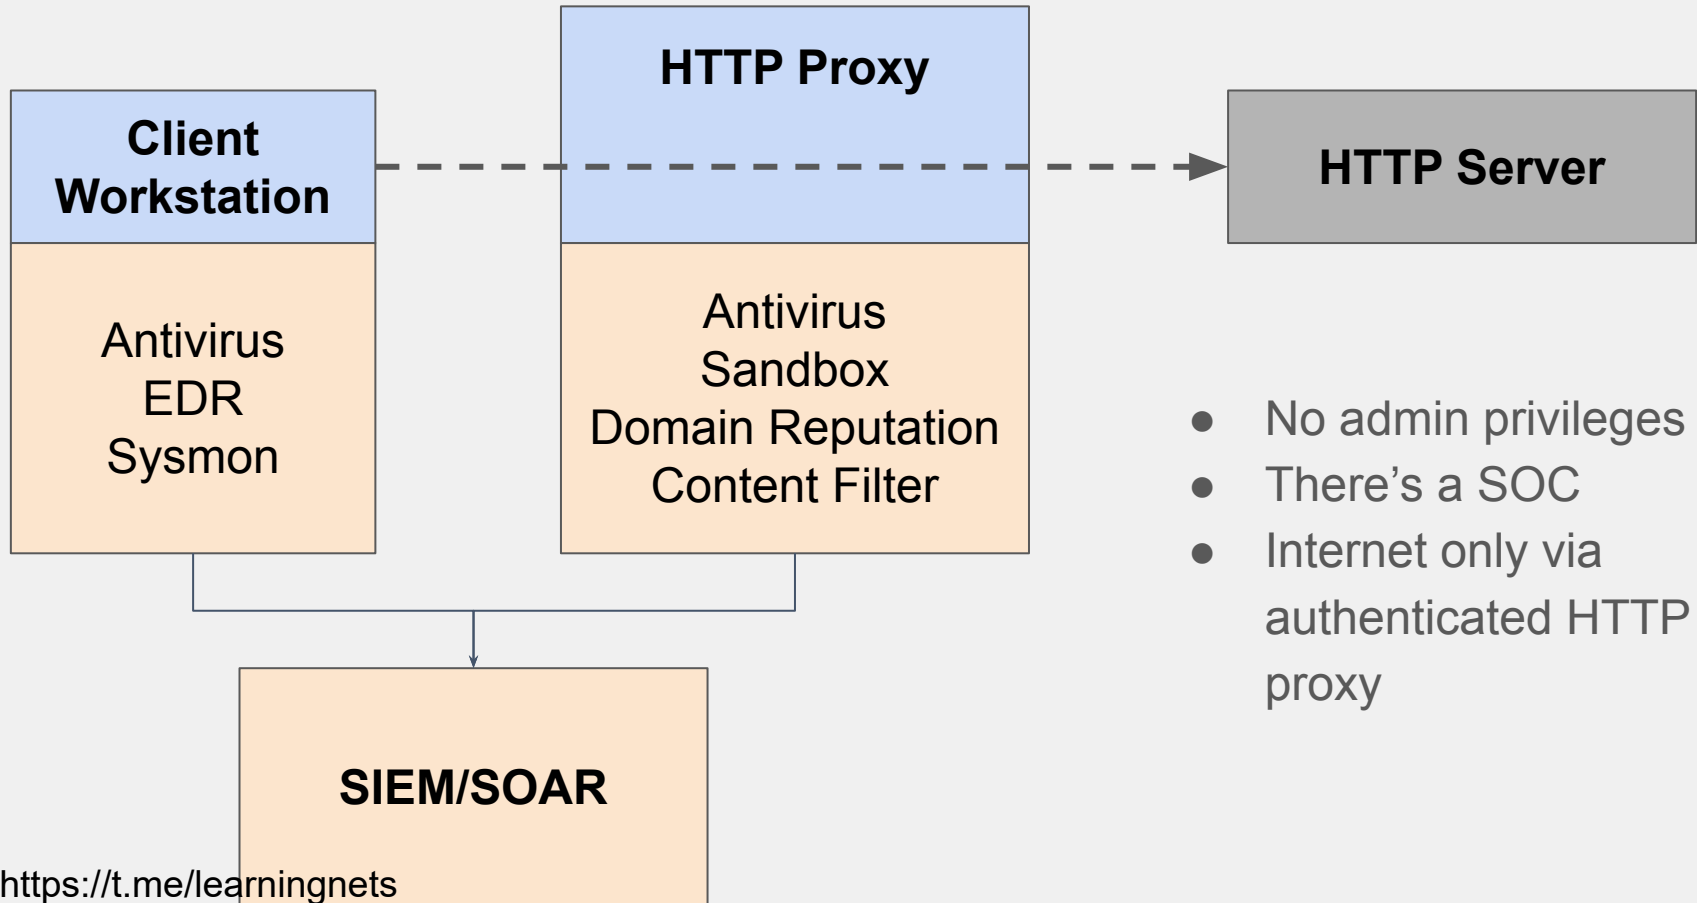 HTTP Proxy
Client
Workstation
HTTP Server
Antivirus
EDR
Sysmon
Antivirus
Sandbox
Domain Reputation
Content Filter
● No admin privileges
● There’s a SOC
● Internet only via
authenticated HTTP
proxy
SIEM/SOAR
https://t.me/learningnets